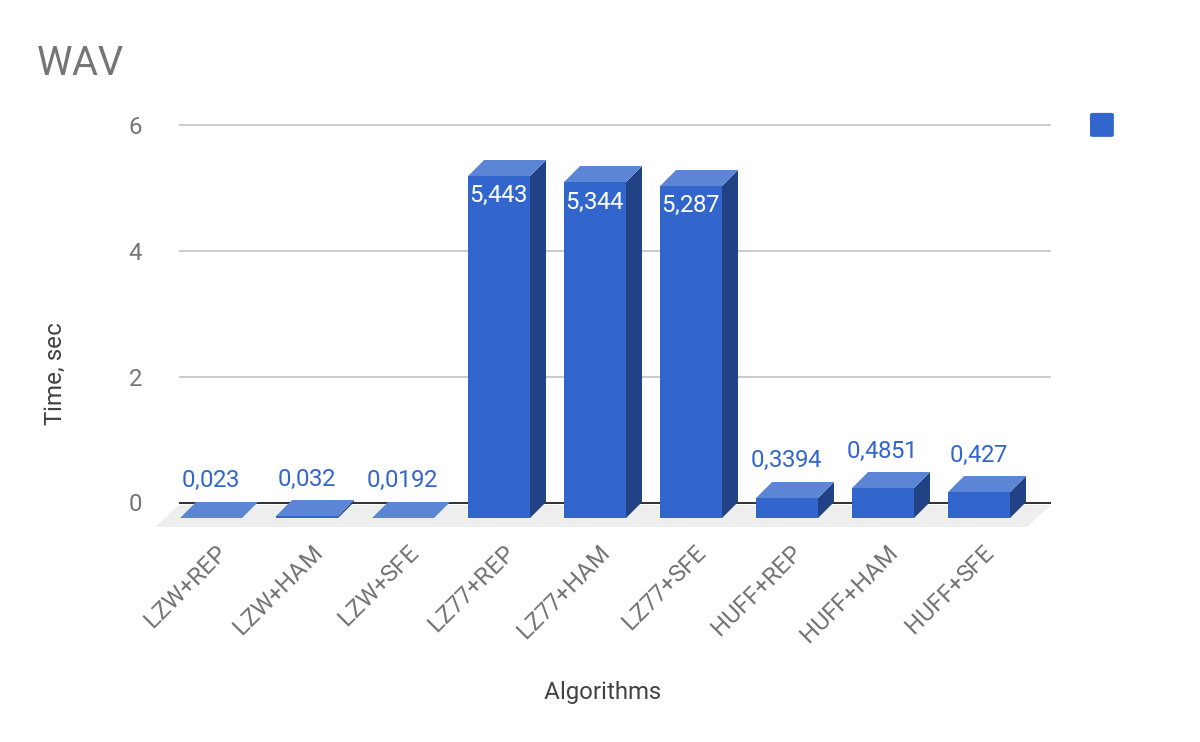 WAV
6
4
2
0
Time, sec
5,443
5,344
5,287
0,023
0,032
0,0192
0,3394
0,4851
0,427
LZW+REP
LZW+HAM
LZW+SFE
LZ77+REP
LZ77+HAM
LZ77+SFE
HUFF+REP
HUFF+HAM
HUFF+SFE
Algorithms